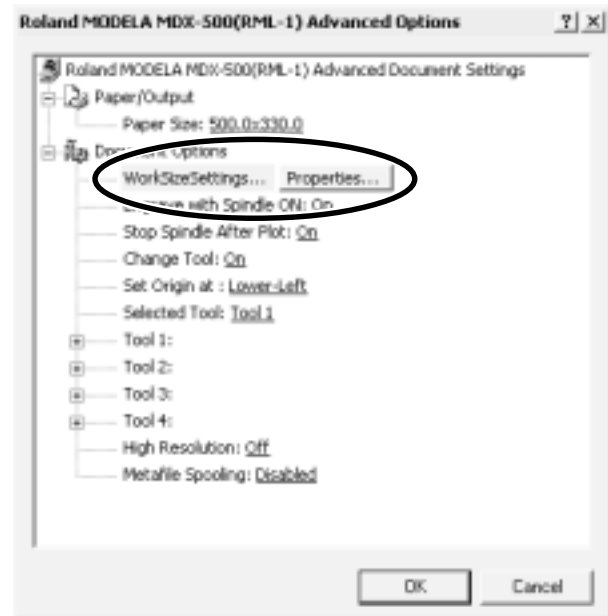 Roland MODELA MDX-500(RML-1) Advanced Options
Roland MODELA MDX-500(RML-1) Advanced Document Settings
Paper/Output
Paper Size: 500.0x330.0
Document Options
WorkSizeSettings... Properties...
Engrave with Spindle ON: On
Stop Spindle After Plot: On
Change Tool: On
Set Origin at : Lower-Left
Selected Tool: Tool 1
Tool 1:
Tool 2:
Tool 3:
Tool 4:
High Resolution: Off
Metafile Spooling: Disabled
OK Cancel